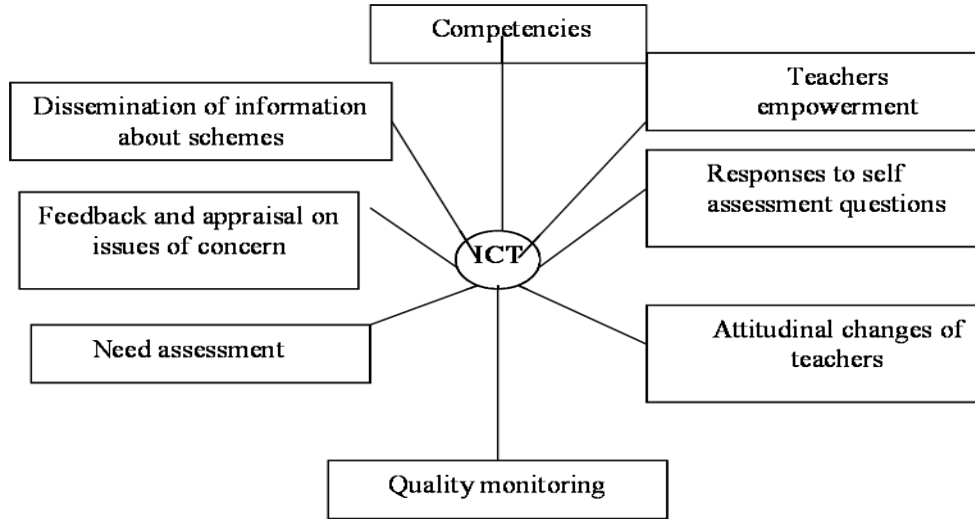 Competencies
Teachers
empowerment
Dissemination of information
about schemes
Responses to self
assessment questions
Feedback and appraisal on
issues of concern
ICT
Need assessment
Attitudinal changes of
teachers
Quality monitoring